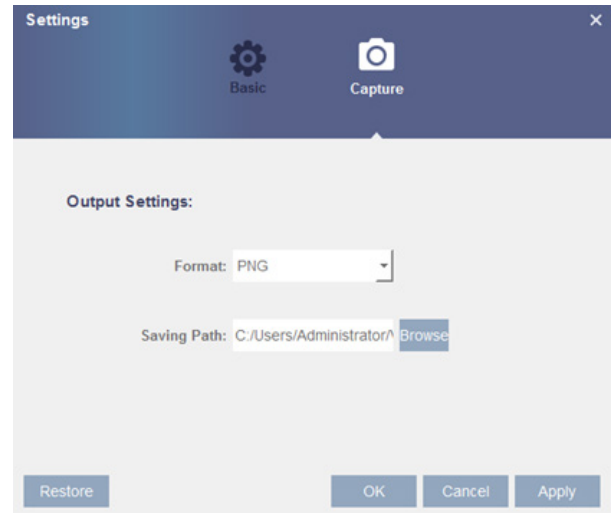 Settings
Basic
Capture
Output Settings:
Format: PNG
Saving Path: C:/Users/Administrator/ Browse
Restore OK Cancel Apply